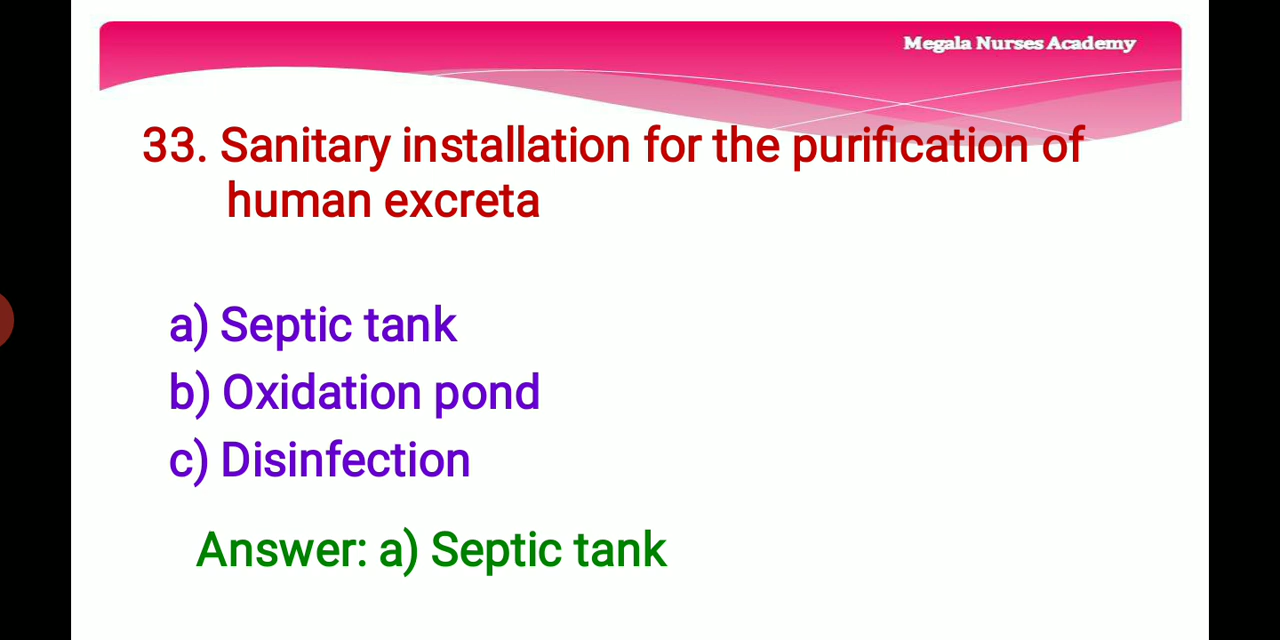 Megala Nurses Academy
33. Sanitary installation for the purification of
human excreta
a) Septic tank
b) Oxidation pond
c) Disinfection
Answer: a) Septic tank